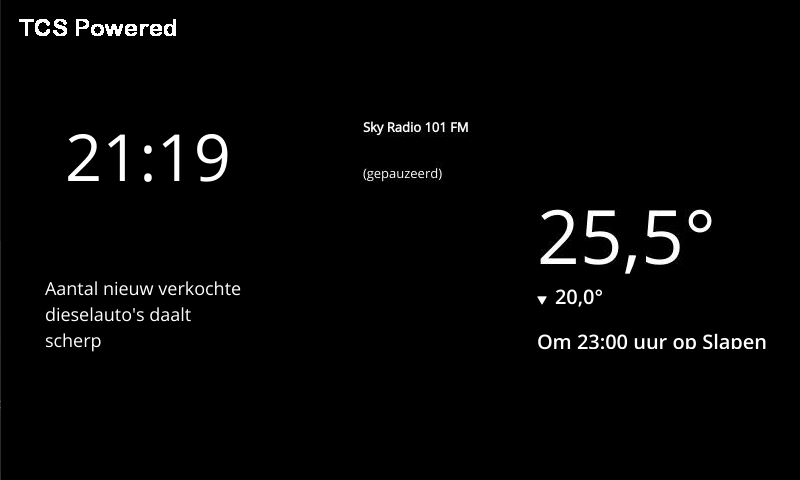 TCS Powered
21:19
Sky Radio 101 FM
(gepauzeerd)
25,5°
▼ 20,0°
Om 23:00 uur op Slapen
Aantal nieuw verkochte
dieselauto's daalt
scherp